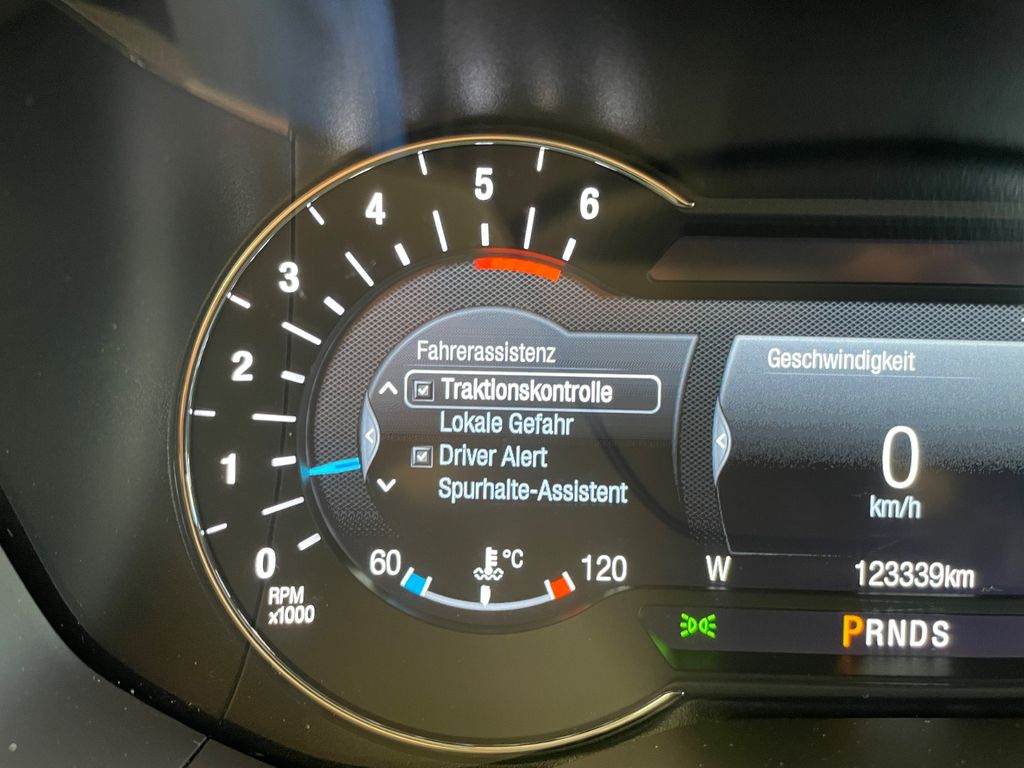 6
5
4
3
2
1
0
RPM
x1000
Fahrerassistenz
Traktionskontrolle
Lokale Gefahr
Driver Alert
Spurhalte-Assistent
60
°C
120
Geschwindigkeit
0
km/h
W
123339km
PRNDS